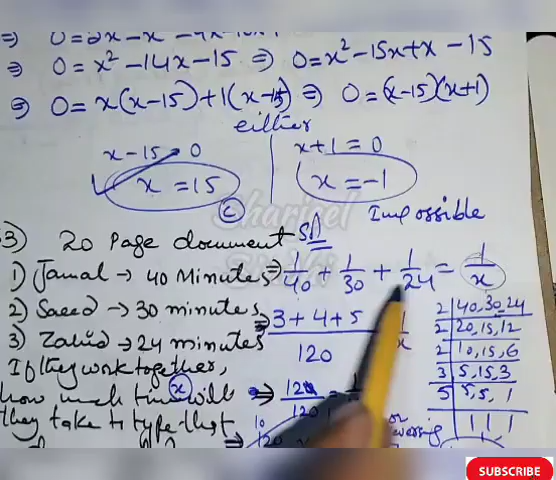 ⇒ 0 = x² - 14x - 15 ⇒ 0 = x² - 15x + x - 15
⇒ 0 = x(x-15) + 1(x-15) ⇒ 0 = (x-15)(x+1)
either
x - 15 = 0 x + 1 = 0
x = 15 x = -1
C Impossible
3) 20 Page document
1) Jamal → 40 Minutes ⇒ 1/40 + 1/30 + 1/24 = 1/x
2) Saeed → 30 minutes ⇒ 3 + 4 + 5 / 120 1/x
3) Zahid → 24 minutes
If they work together,
how much time will x
they take to type that
2 | 40, 30, 24
2 | 20, 15, 12
2 | 10, 15, 6
3 | 5, 15, 3
5 | 5, 5, 1
1 1 1
SUBSCRIBE